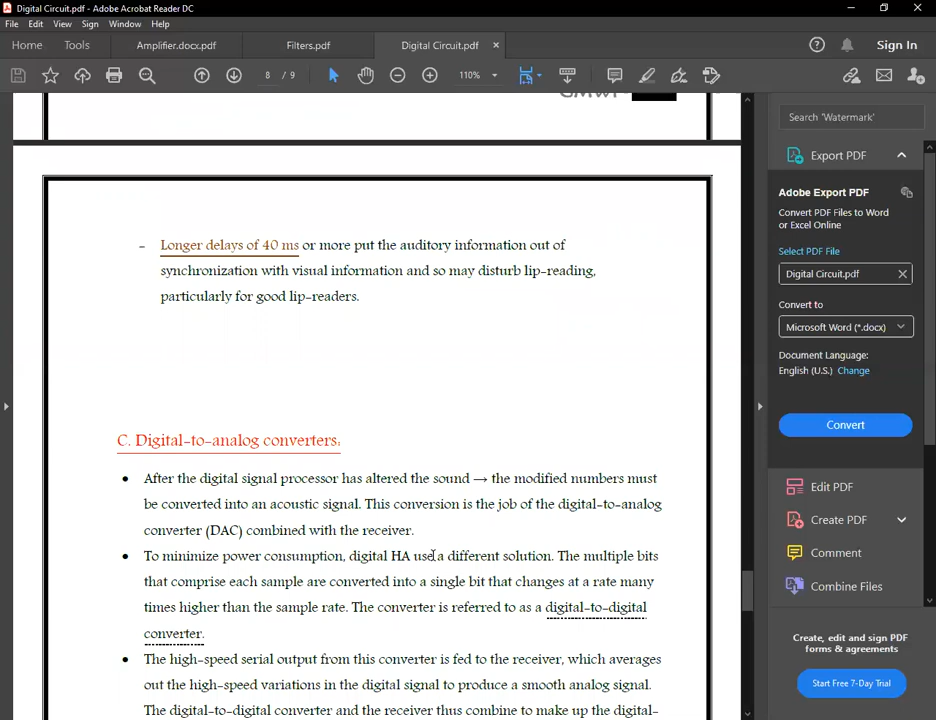 Digital Circuit.pdf - Adobe Acrobat Reader DC
File Edit View Sign Window Help
Home Tools Amplifier.docx.pdf Filters.pdf Digital Circuit.pdf × Sign In
8 / 9 110%
- Longer delays of 40 ms or more put the auditory information out of
synchronization with visual information and so may disturb lip-reading,
particularly for good lip-readers.
C. Digital-to-analog converters:
• After the digital signal processor has altered the sound → the modified numbers must
be converted into an acoustic signal. This conversion is the job of the digital-to-analog
converter (DAC) combined with the receiver.
• To minimize power consumption, digital HA use a different solution. The multiple bits
that comprise each sample are converted into a single bit that changes at a rate many
times higher than the sample rate. The converter is referred to as a digital-to-digital
converter.
• The high-speed serial output from this converter is fed to the receiver, which averages
out the high-speed variations in the digital signal to produce a smooth analog signal.
The digital-to-digital converter and the receiver thus combine to make up the digital-
Search 'Watermark'
Export PDF
Adobe Export PDF
Convert PDF Files to Word
or Excel Online
Select PDF File
Digital Circuit.pdf
Convert to
Microsoft Word (*.docx)
Document Language:
English (U.S.) Change
Convert
Edit PDF
Create PDF
Comment
Combine Files
Create, edit and sign PDF
forms & agreements
Start Free 7-Day Trial